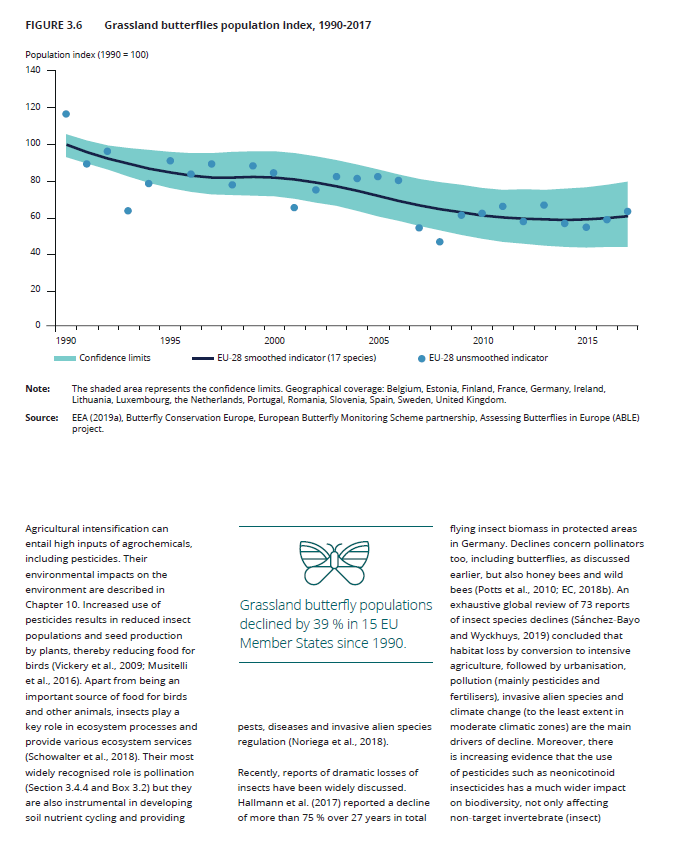 FIGURE 3.6 Grassland butterflies population index, 1990-2017
Population index (1990 = 100)
140
120
100
80
60
40
20
0
1990 1995 2000 2005 2010 2015
Confidence limits EU-28 smoothed indicator (17 species) EU-28 unsmoothed indicator
Note: The shaded area represents the confidence limits. Geographical coverage: Belgium, Estonia, Finland, France, Germany, Ireland,
Lithuania, Luxembourg, the Netherlands, Portugal, Romania, Slovenia, Spain, Sweden, United Kingdom.
Source: EEA (2019a), Butterfly Conservation Europe, European Butterfly Monitoring Scheme partnership, Assessing Butterflies in Europe (ABLE)
project.
Agricultural intensification can
entail high inputs of agrochemicals,
including pesticides. Their
environmental impacts on the
environment are described in
Chapter 10. Increased use of
pesticides results in reduced insect
populations and seed production
by plants, thereby reducing food for
birds (Vickery et al., 2009; Musitelli
et al., 2016). Apart from being an
important source of food for birds
and other animals, insects play a
key role in ecosystem processes and
provide various ecosystem services
(Schowalter et al., 2018). Their most
widely recognised role is pollination
(Section 3.4.4 and Box 3.2) but they
are also instrumental in developing
soil nutrient cycling and providing
Grassland butterfly populations
declined by 39 % in 15 EU
Member States since 1990.
pests, diseases and invasive alien species
regulation (Noriega et al., 2018).
Recently, reports of dramatic losses of
insects have been widely discussed.
Hallmann et al. (2017) reported a decline
of more than 75 % over 27 years in total
flying insect biomass in protected areas
in Germany. Declines concern pollinators
too, including butterflies, as discussed
earlier, but also honey bees and wild
bees (Potts et al., 2010; EC, 2018b). An
exhaustive global review of 73 reports
of insect species declines (Sánchez-Bayo
and Wyckhuys, 2019) concluded that
habitat loss by conversion to intensive
agriculture, followed by urbanisation,
pollution (mainly pesticides and
fertilisers), invasive alien species and
climate change (to the least extent in
moderate climatic zones) are the main
drivers of decline. Moreover, there
is increasing evidence that the use
of pesticides such as neonicotinoid
insecticides has a much wider impact
on biodiversity, not only affecting
non-target invertebrate (insect)